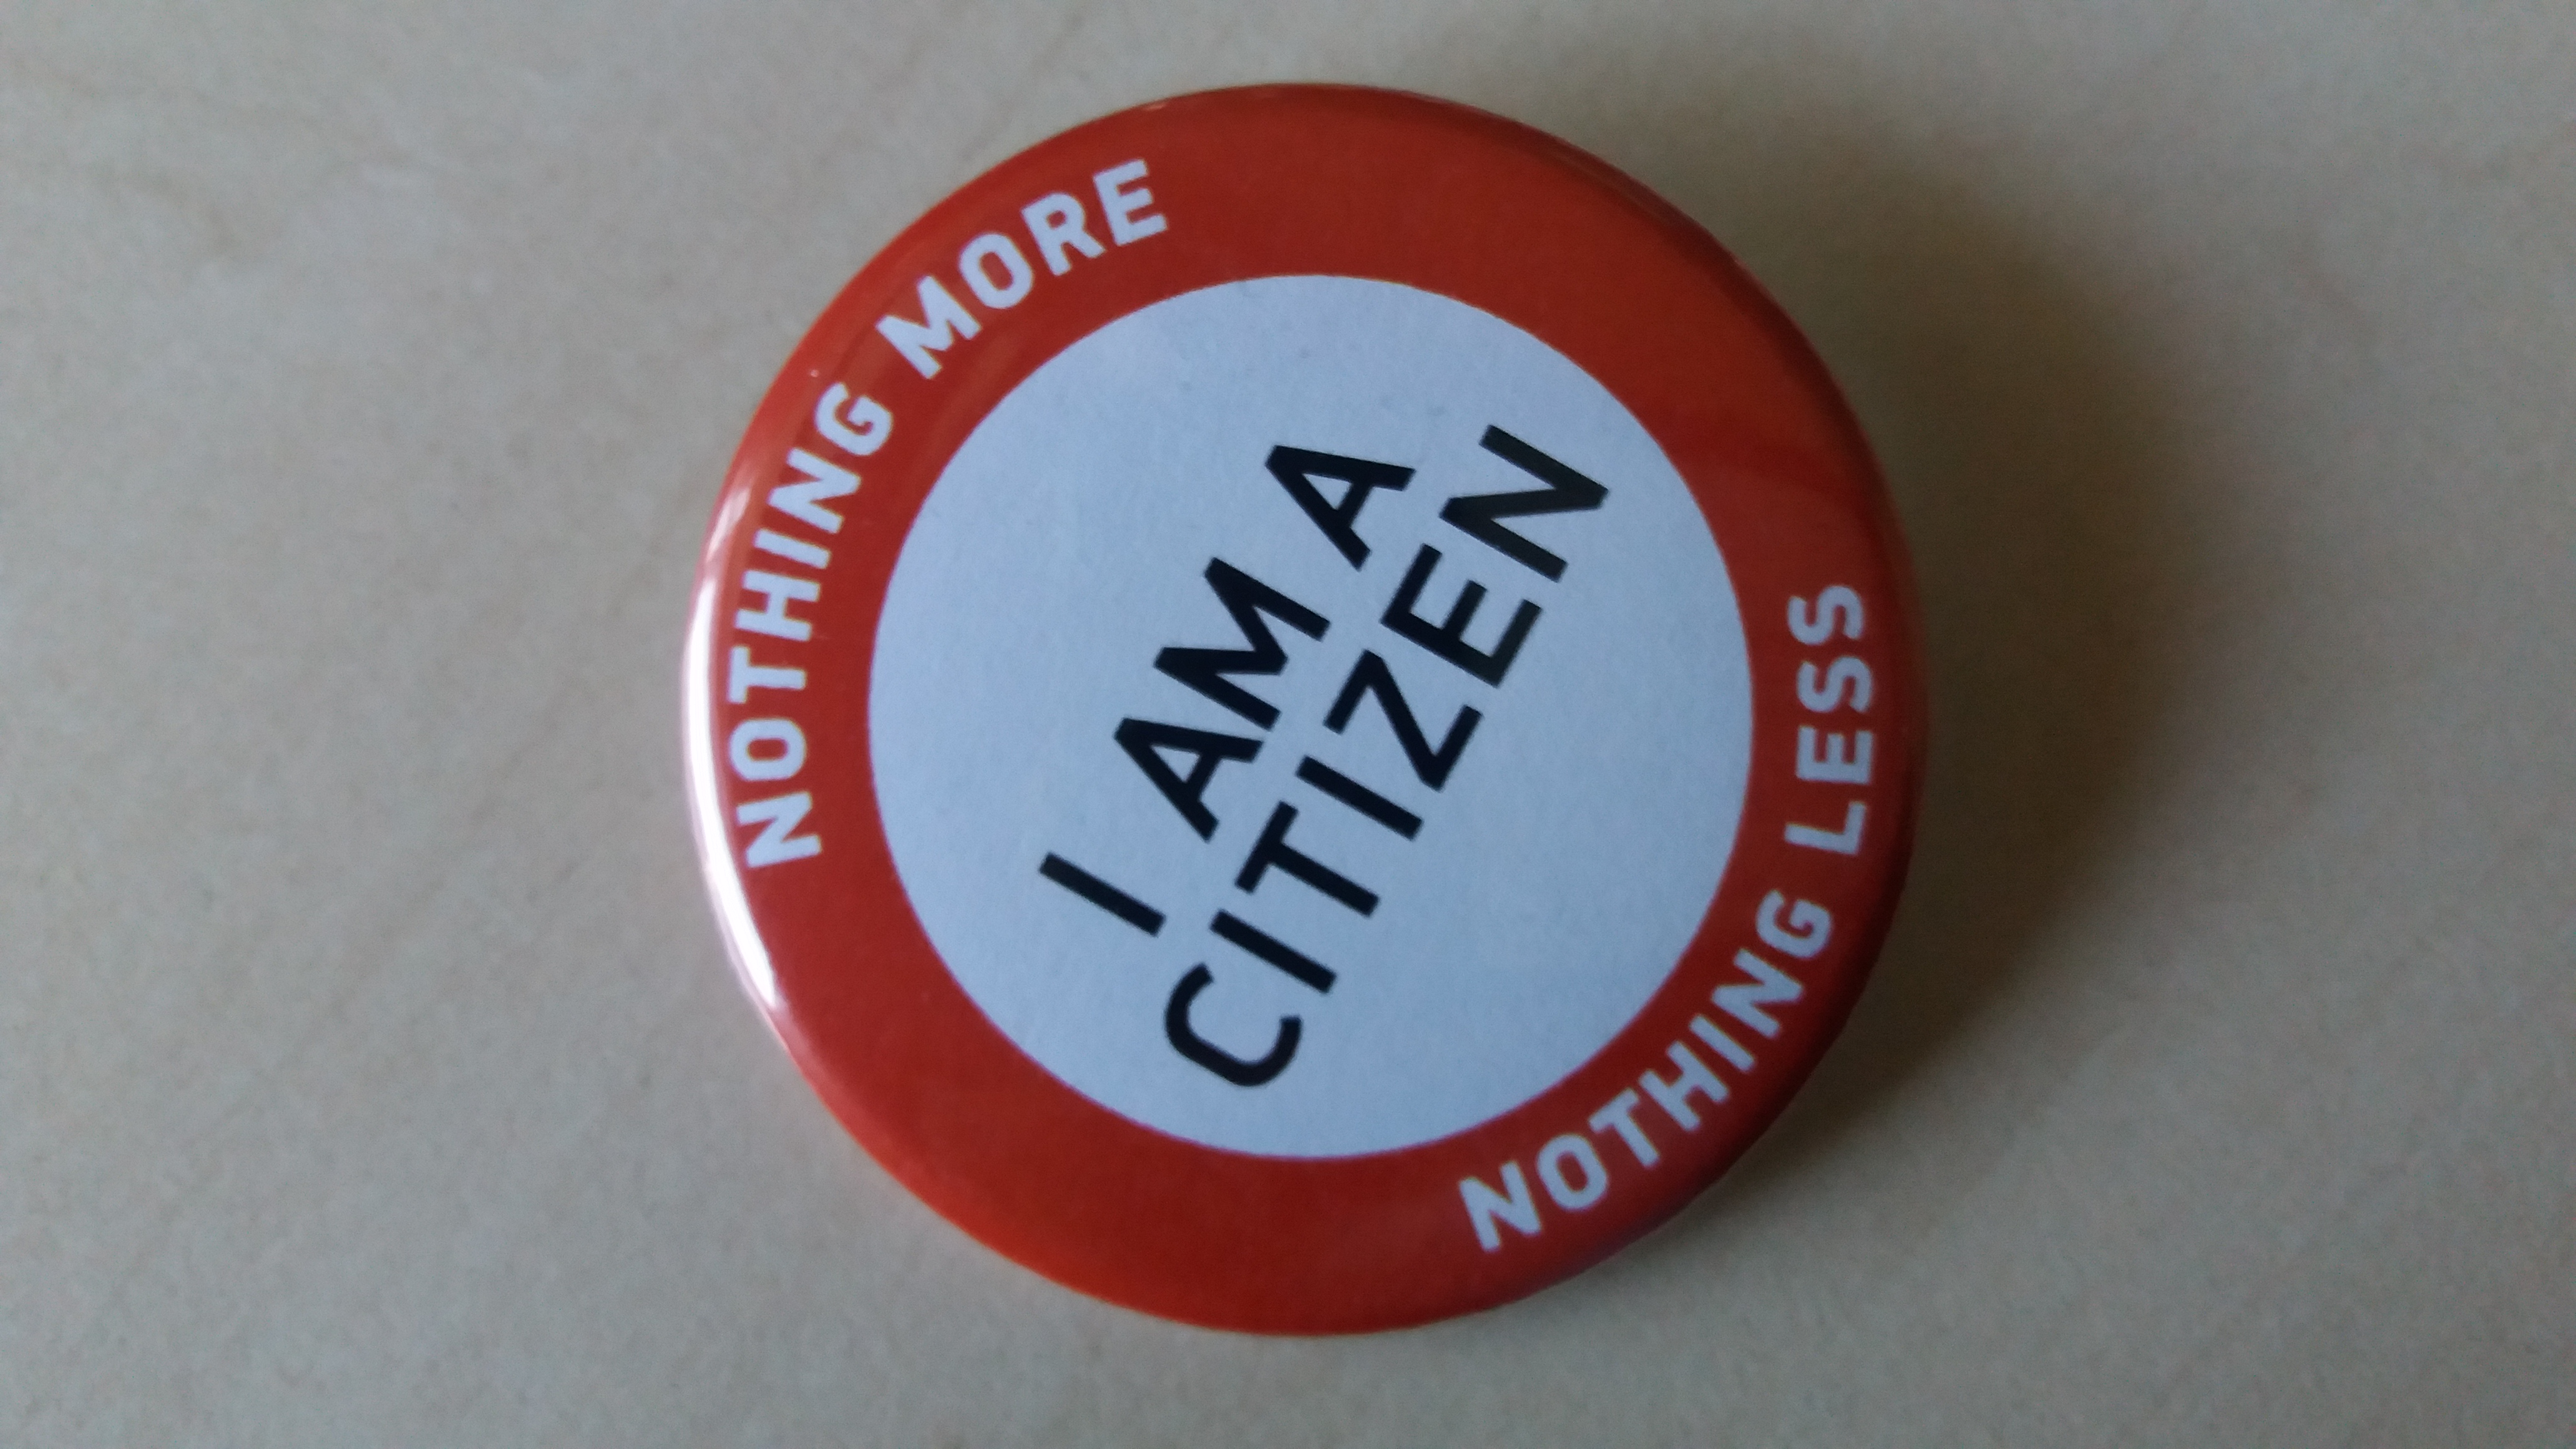 NOTHING MORE
I AM A
CITIZEN
NOTHING LESS